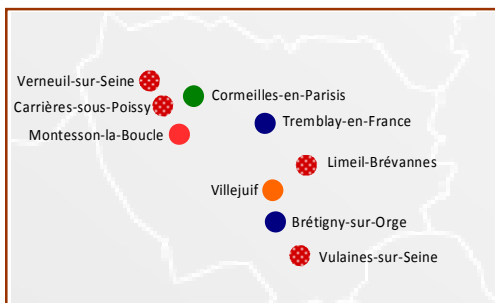 Verneuil-sur-Seine
Cormeilles-en-Parisis
Carrières-sous-Poissy
Tremblay-en-France
Montesson-la-Boucle
Limeil-Brévannes
Villejuif
Brétigny-sur-Orge
Vulaines-sur-Seine